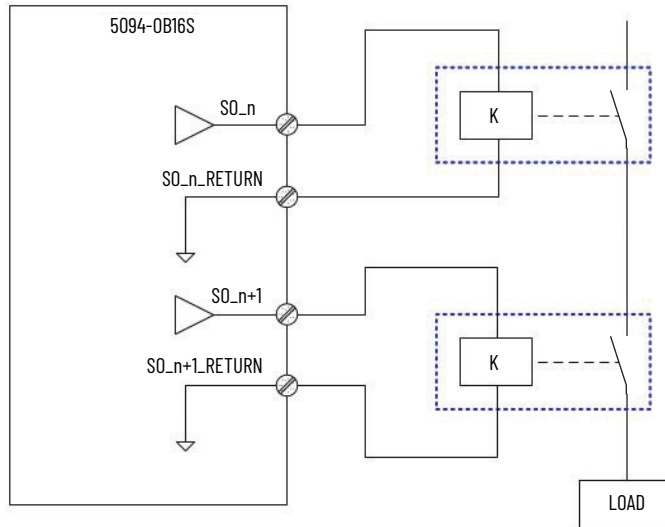 5094-OB16S
SO_n
K
SO_n_RETURN
SO_n+1
K
SO_n+1_RETURN
LOAD